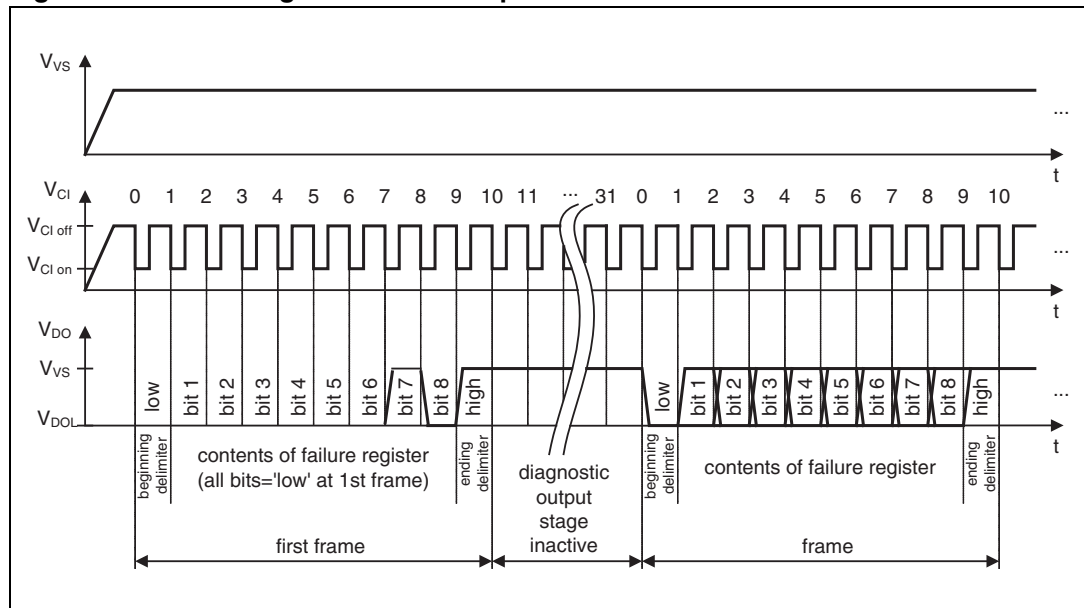 V_VS
...
t
V_CI
0 1 2 3 4 5 6 7 8 9 10 11 ... 31 0 1 2 3 4 5 6 7 8 9 10
V_CI off
V_CI on
...
t
V_DO
V_VS
V_DOL
low bit 1 bit 2 bit 3 bit 4 bit 5 bit 6 bit 7 bit 8 high low bit 1 bit 2 bit 3 bit 4 bit 5 bit 6 bit 7 bit 8 high
...
t
beginning
delimiter
contents of failure register
(all bits='low' at 1st frame)
ending
delimiter
diagnostic
output
stage
inactive
beginning
delimiter
contents of failure register
ending
delimiter
first frame
frame